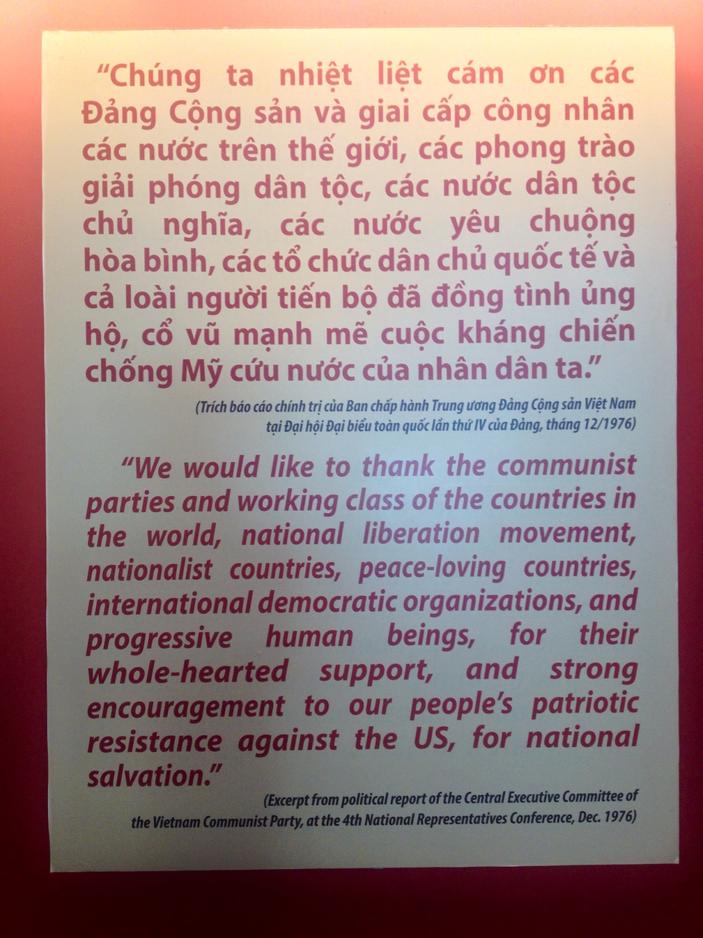 “Chúng ta nhiệt liệt cám ơn các
Đảng Cộng sản và giai cấp công nhân
các nước trên thế giới, các phong trào
giải phóng dân tộc, các nước dân tộc
chủ nghĩa, các nước yêu chuộng
hòa bình, các tổ chức dân chủ quốc tế và
cả loài người tiến bộ đã đồng tình ủng
hộ, cổ vũ mạnh mẽ cuộc kháng chiến
chống Mỹ cứu nước của nhân dân ta.”
(Trích báo cáo chính trị của Ban chấp hành Trung ương Đảng Cộng sản Việt Nam
tại Đại hội Đại biểu toàn quốc lần thứ IV của Đảng, tháng 12/1976)
“We would like to thank the communist
parties and working class of the countries in
the world, national liberation movement,
nationalist countries, peace-loving countries,
international democratic organizations, and
progressive human beings, for their
whole-hearted support, and strong
encouragement to our people’s patriotic
resistance against the US, for national
salvation.”
(Excerpt from political report of the Central Executive Committee of
the Vietnam Communist Party, at the 4th National Representatives Conference, Dec. 1976)